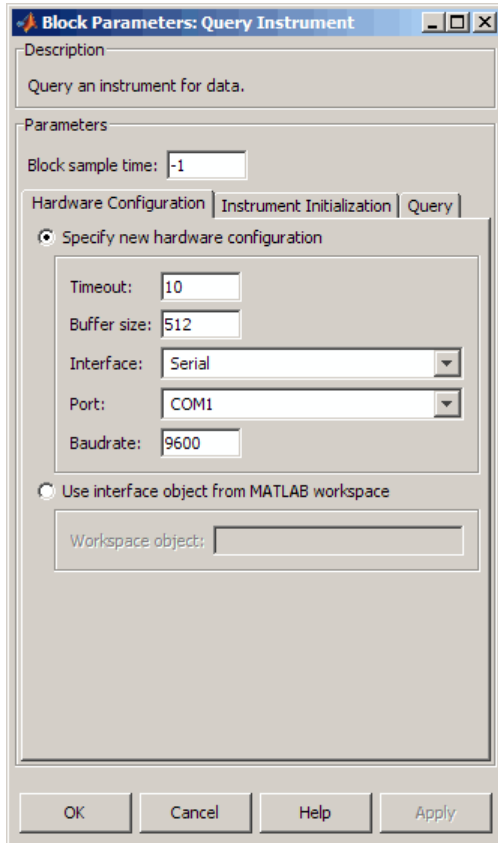 Block Parameters: Query Instrument
Description
Query an instrument for data.
Parameters
Block sample time: -1
Hardware Configuration Instrument Initialization Query
Specify new hardware configuration
Timeout: 10
Buffer size: 512
Interface: Serial
Port: COM1
Baudrate: 9600
Use interface object from MATLAB workspace
Workspace object:
OK Cancel Help Apply